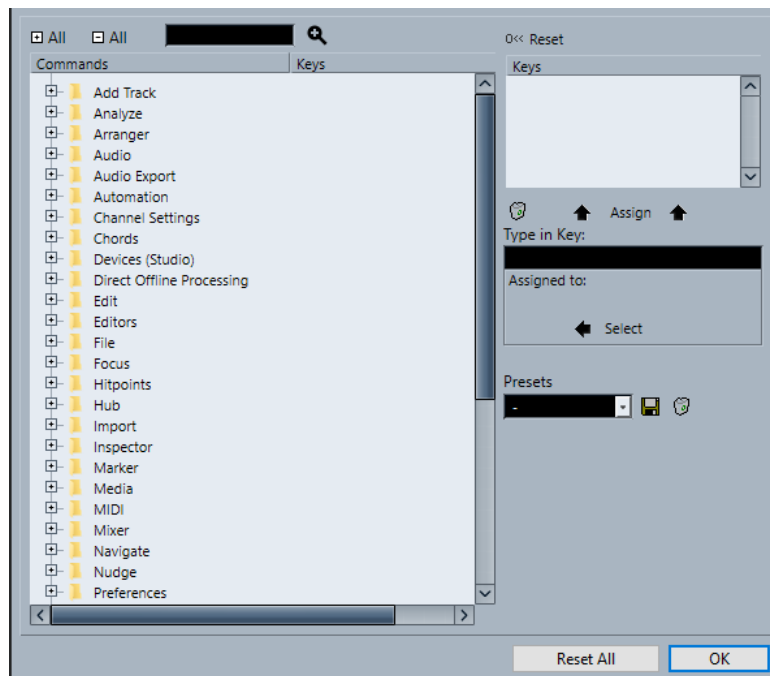 All
All
0<< Reset
Commands
Keys
Keys
Add Track
Analyze
Arranger
Audio
Audio Export
Automation
Channel Settings
Chords
Devices (Studio)
Direct Offline Processing
Edit
Editors
File
Focus
Hitpoints
Hub
Import
Inspector
Marker
Media
MIDI
Mixer
Navigate
Nudge
Preferences
Assign
Type in Key:
Assigned to:
Select
Presets
-
Reset All
OK